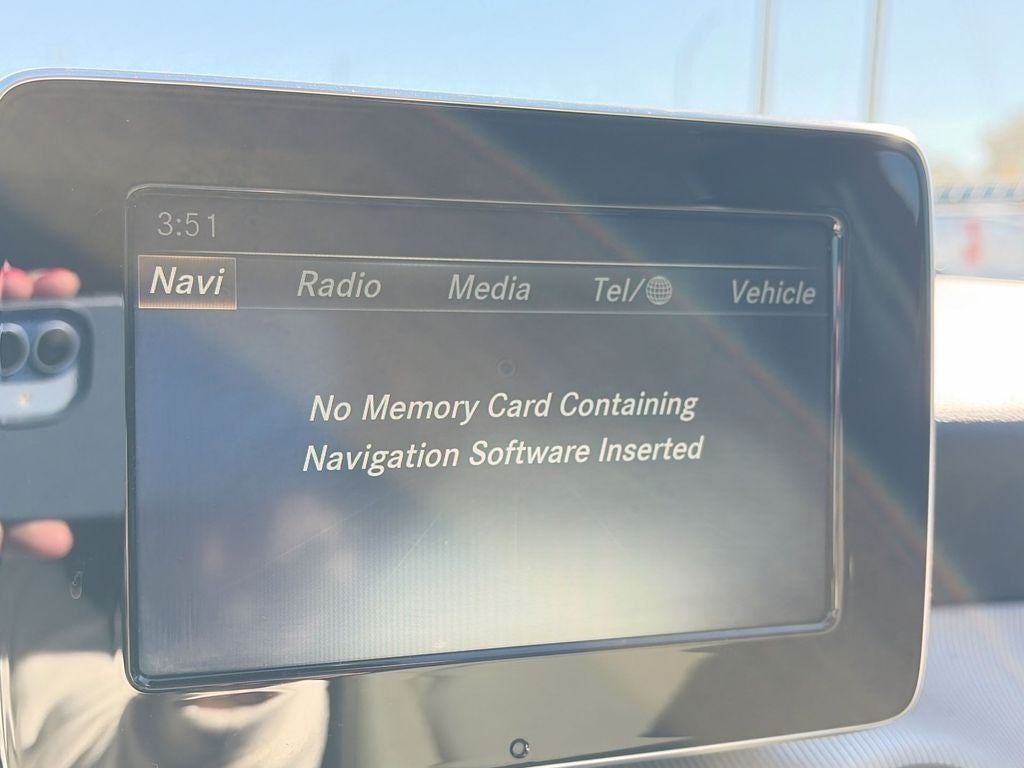 3:51
Navi Radio Media Tel/ Vehicle
No Memory Card Containing
Navigation Software Inserted